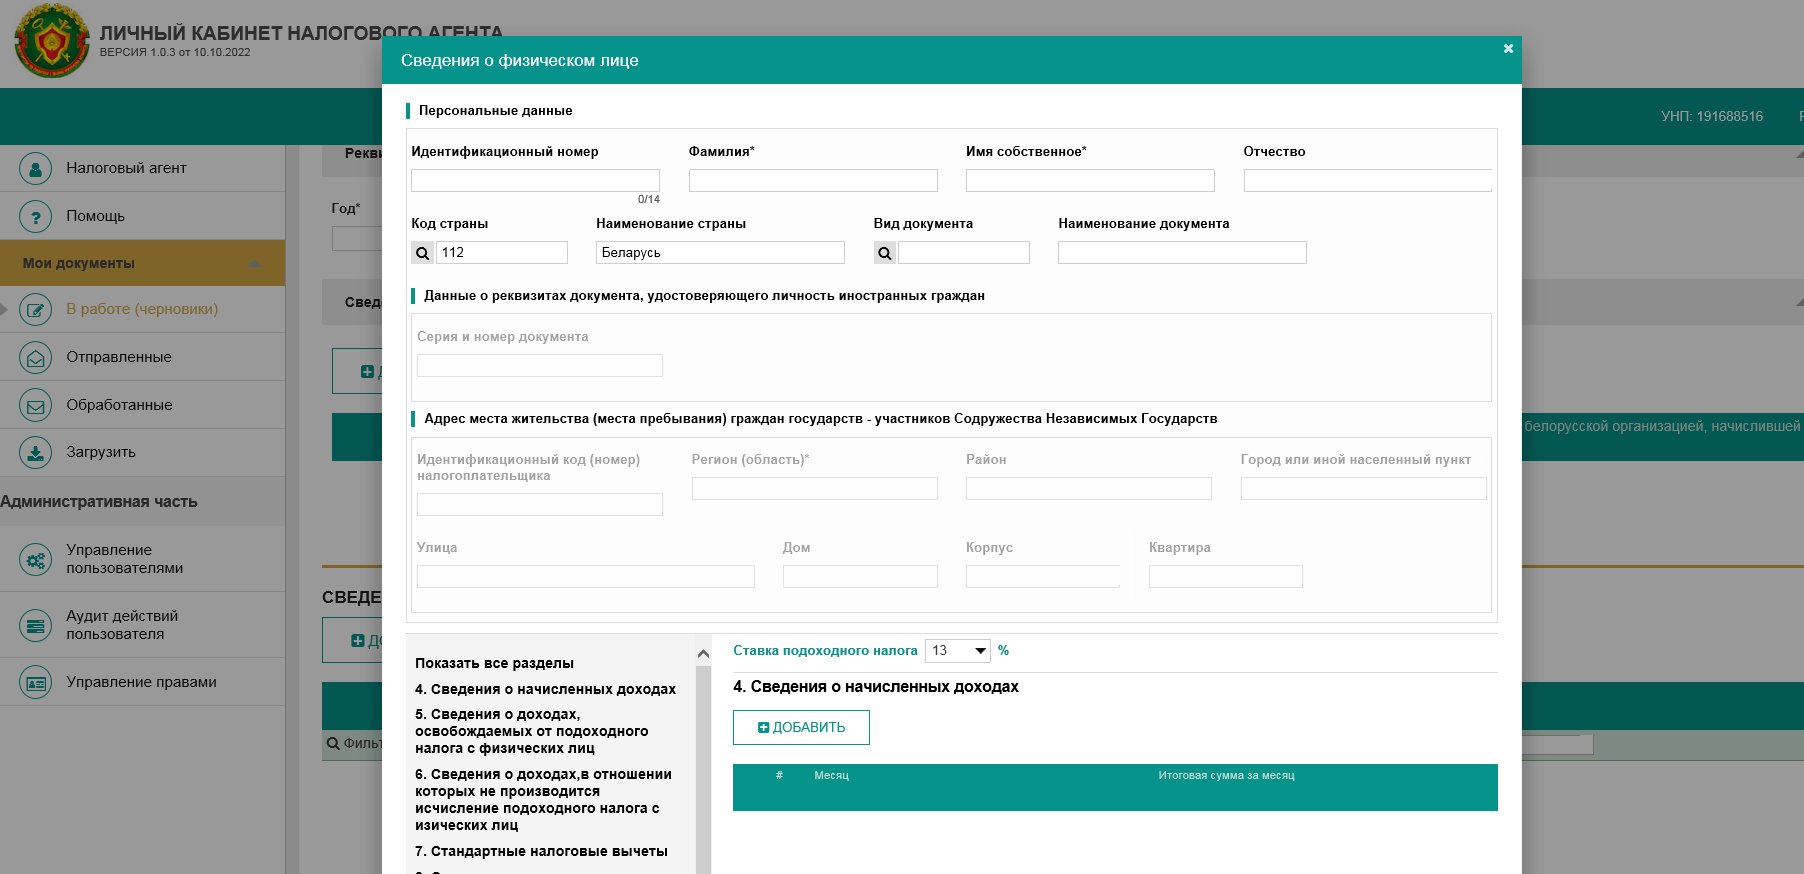 ЛИЧНЫЙ КАБИНЕТ НАЛОГОВОГО АГЕНТА
ВЕРСИЯ 1.0.3 от 10.10.2022
УНП: 191688516
Налоговый агент
Помощь
Мои документы
В работе (черновики)
Отправленные
Обработанные
Загрузить
Административная часть
Управление
пользователями
Аудит действий
пользователя
Управление правами
Год*
Фильт
белорусской организацией, начислившей
Сведения о физическом лице
Персональные данные
Идентификационный номер Фамилия* Имя собственное* Отчество
0/14
Код страны Наименование страны Вид документа Наименование документа
112 Беларусь
Данные о реквизитах документа, удостоверяющего личность иностранных граждан
Серия и номер документа
Адрес места жительства (места пребывания) граждан государств - участников Содружества Независимых Государств
Идентификационный код (номер)
налогоплательщика
Регион (область)* Район Город или иной населенный пункт
Улица Дом Корпус Квартира
Показать все разделы
4. Сведения о начисленных доходах
5. Сведения о доходах,
освобождаемых от подоходного
налога с физических лиц
6. Сведения о доходах,в отношении
которых не производится
исчисление подоходного налога с
изических лиц
7. Стандартные налоговые вычеты
Ставка подоходного налога 13 %
4. Сведения о начисленных доходах
ДОБАВИТЬ
# Месяц Итоговая сумма за месяц